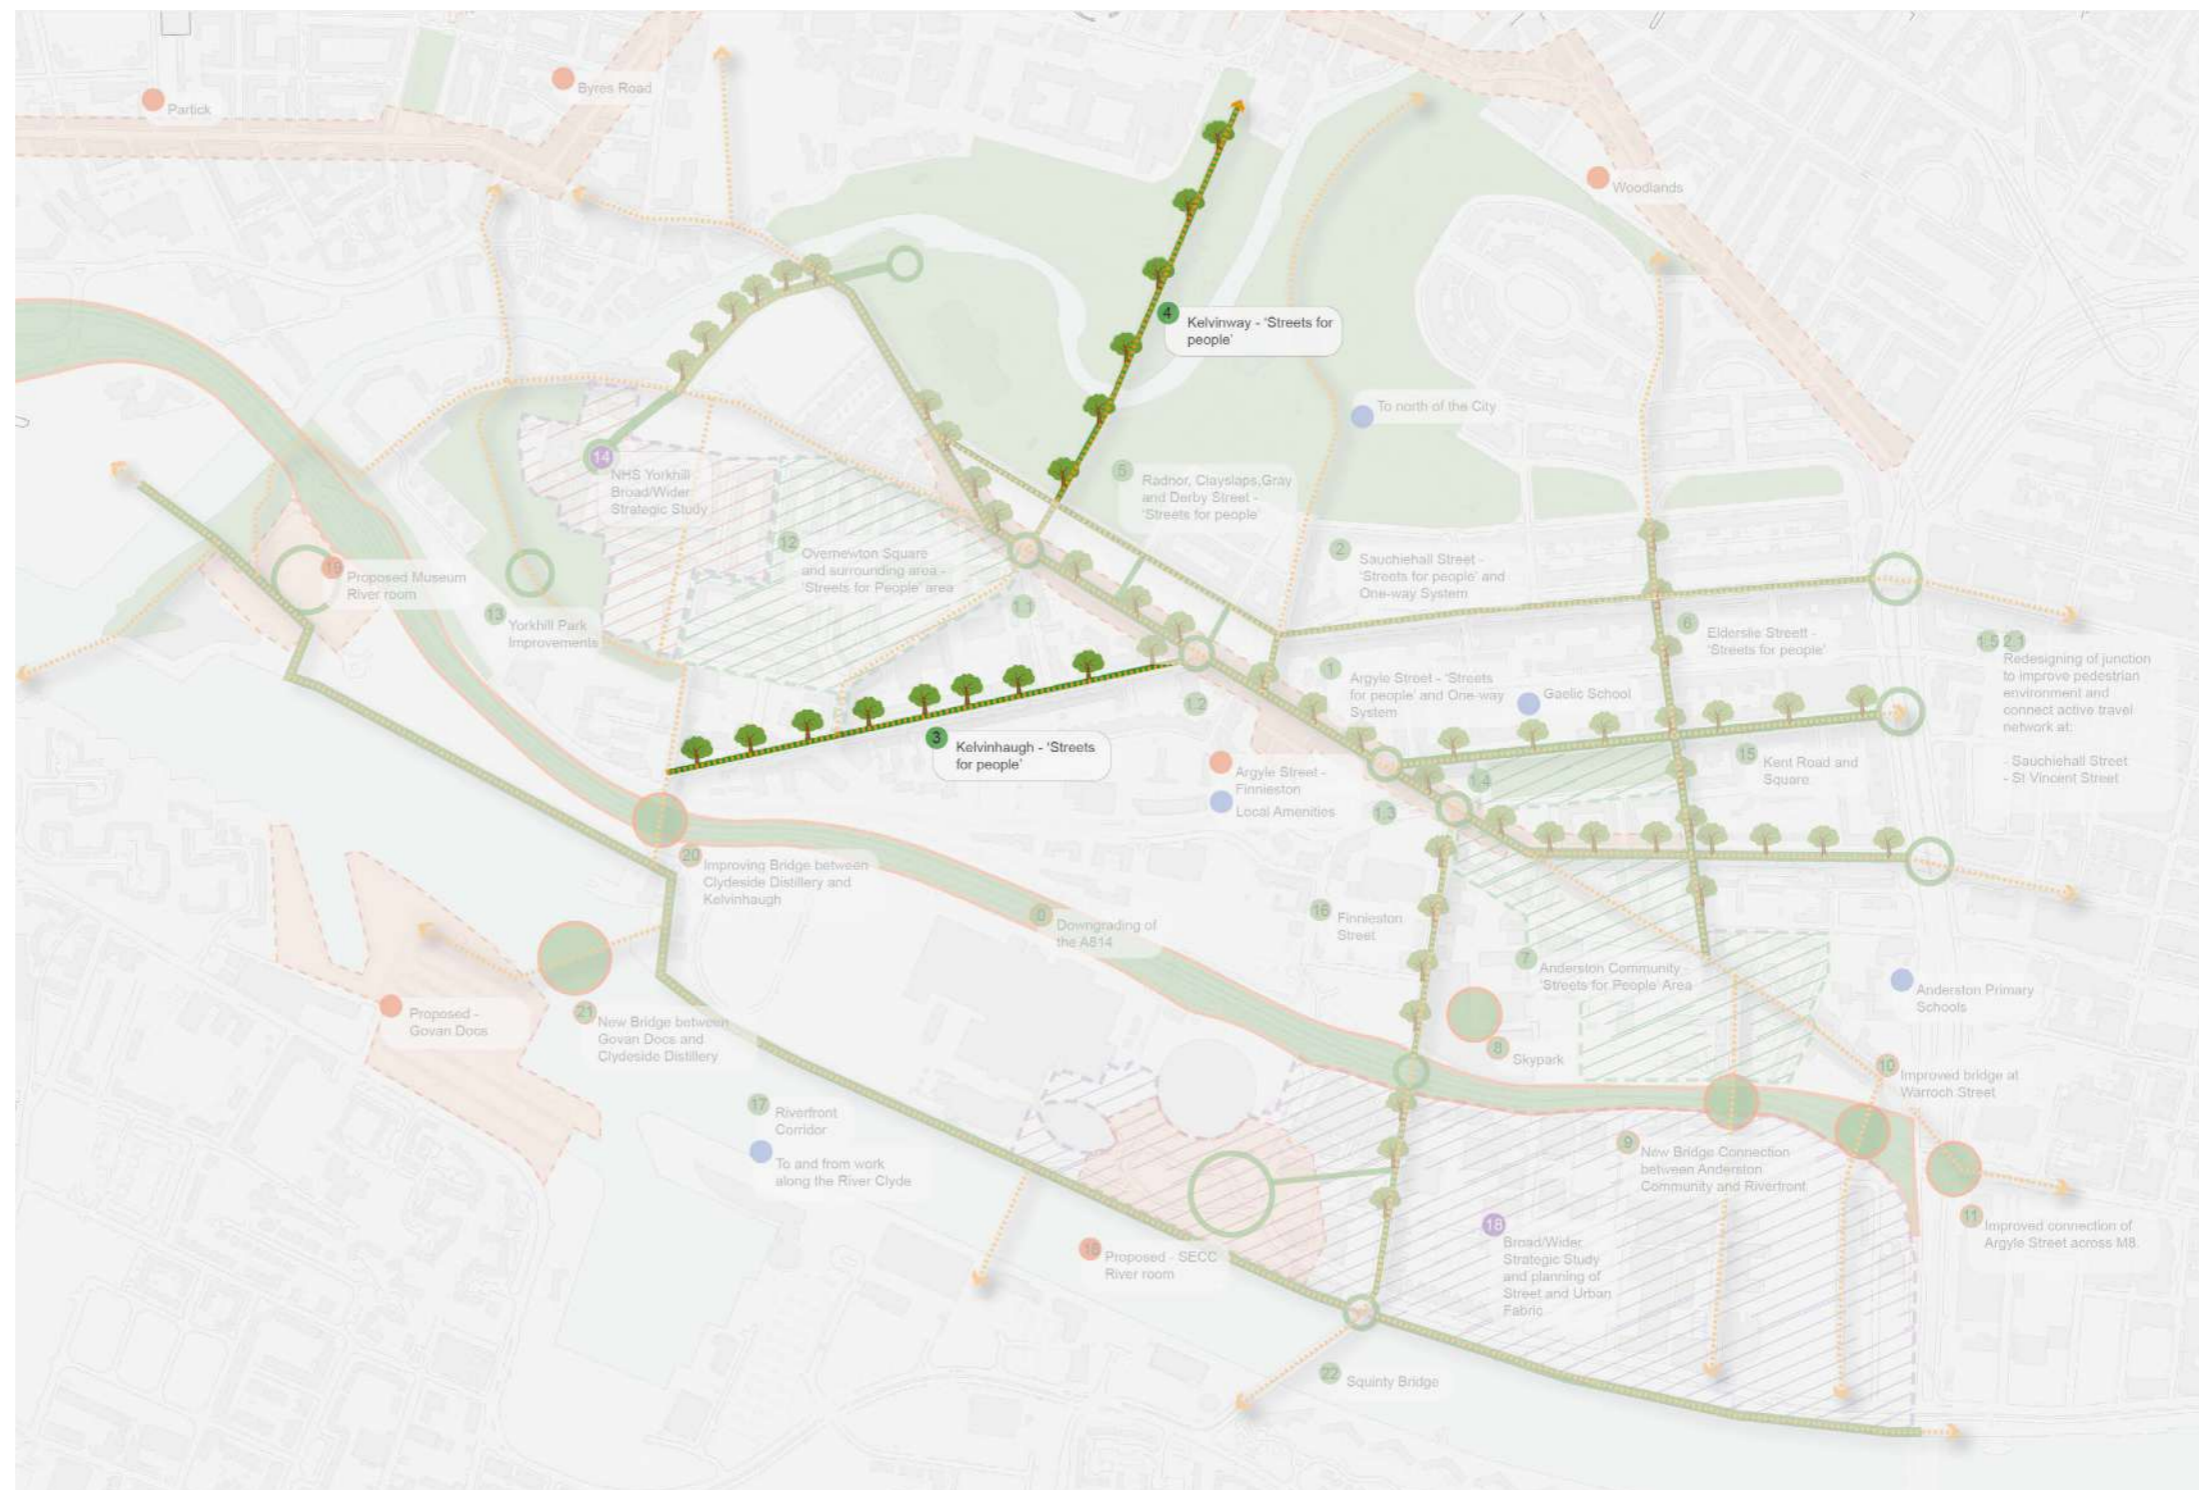 Byres Road
Partick
Woodlands
4
Kelvinway - 'Streets for
people'
To north of the City
14
NHS Yorkhill
Broad/Wider
Strategic Study
5
Radnor, Clayslaps,Gray
and Derby Street -
'Streets for people'
12
Overnewton Square
and surrounding area -
'Streets for People' area
2
Sauchiehall Street -
'Streets for people' and
One-way System
19
Proposed Museum
River room
13
Yorkhill Park
Improvements
1.1
6
Elderslie Streett -
'Streets for people'
1.5 2.1
Redesigning of junction
to improve pedestrian
environment and
connect active travel
network at:
- Sauchiehall Street
- St Vincent Street
1
Argyle Street - 'Streets
for people' and One-way
System
Gaelic School
1.2
3
Kelvinhaugh - 'Streets
for people'
15
Kent Road and
Square
Argyle Street -
Finnieston
Local Amenities
1.4
1.3
20
Improving Bridge between
Clydeside Distillery and
Kelvinhaugh
0
Downgrading of
the A814
16
Finnieston
Street
7
Anderston Community
'Streets for People' Area
Anderston Primary
Schools
Proposed -
Govan Docs
21
New Bridge between
Govan Docs and
Clydeside Distillery
8
Skypark
10
Improved bridge at
Warroch Street
17
Riverfront
Corridor
To and from work
along the River Clyde
9
New Bridge Connection
between Anderston
Community and Riverfront
11
Improved connection of
Argyle Street across M8.
18
Proposed - SECC
River room
18
Broad/Wider
Strategic Study
and planning of
Street and Urban
Fabric
22
Squinty Bridge